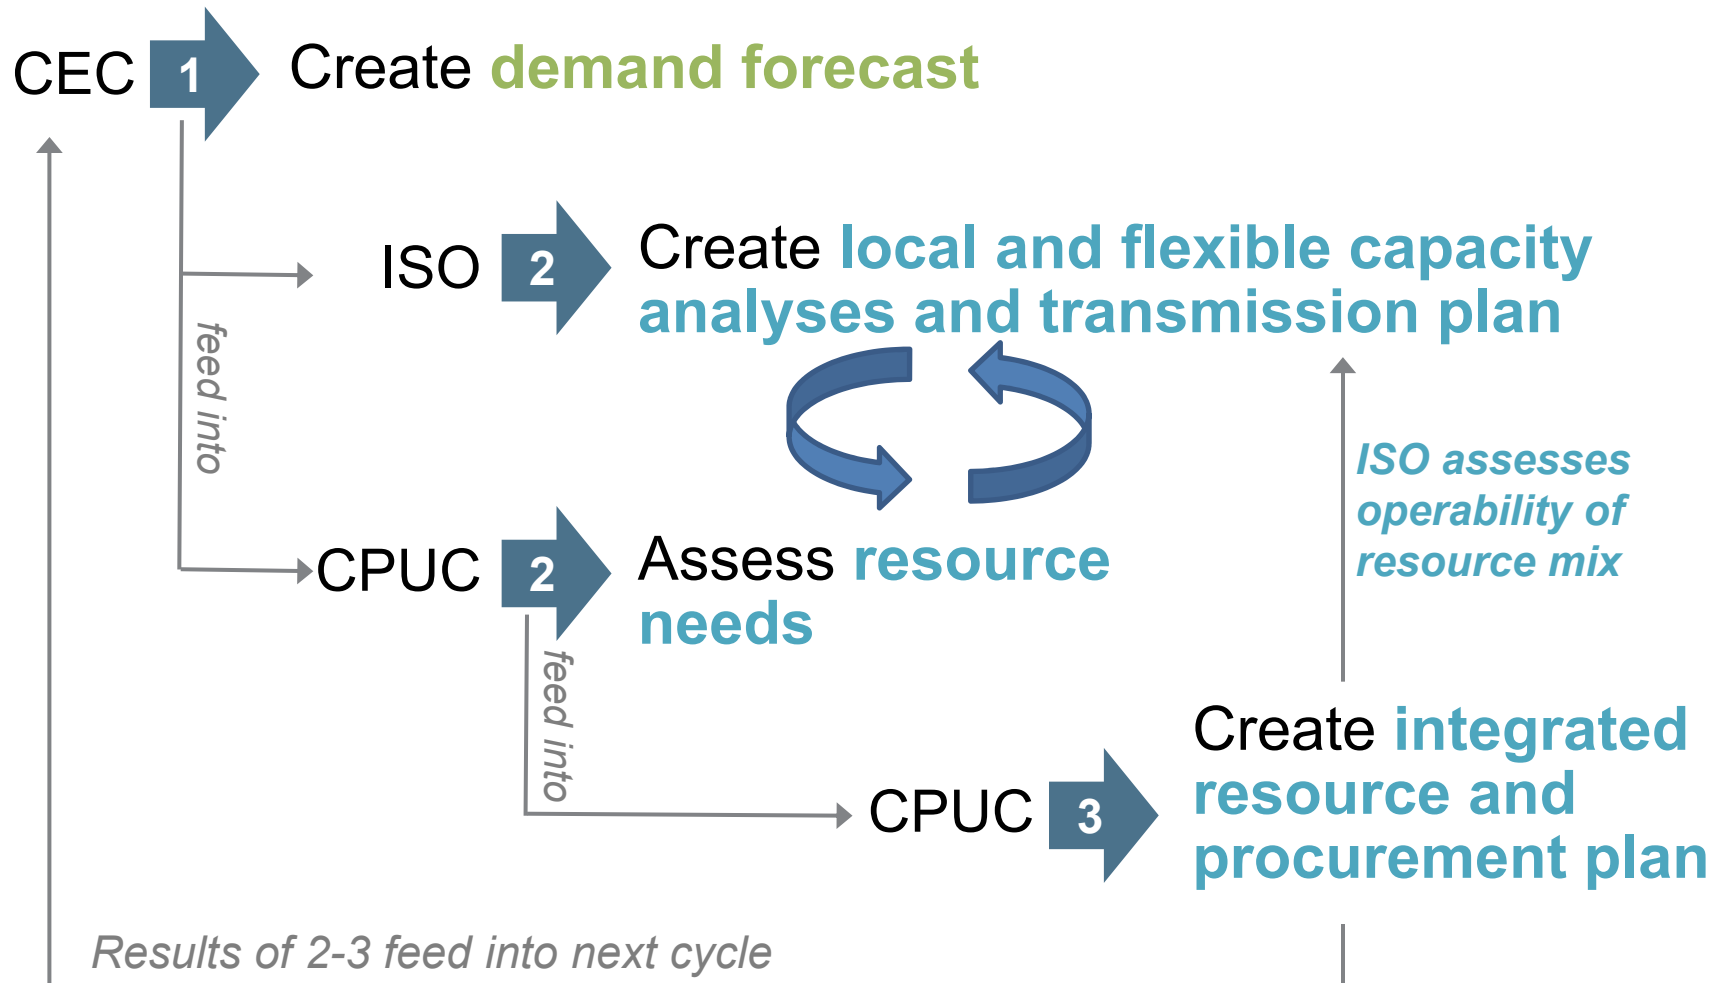 CEC 1 Create demand forecast
ISO 2 Create local and flexible capacity
analyses and transmission plan
feed into
ISO assesses
operability of
resource mix
CPUC 2 Assess resource
needs
feed into
CPUC 3 Create integrated
resource and
procurement plan
Results of 2-3 feed into next cycle